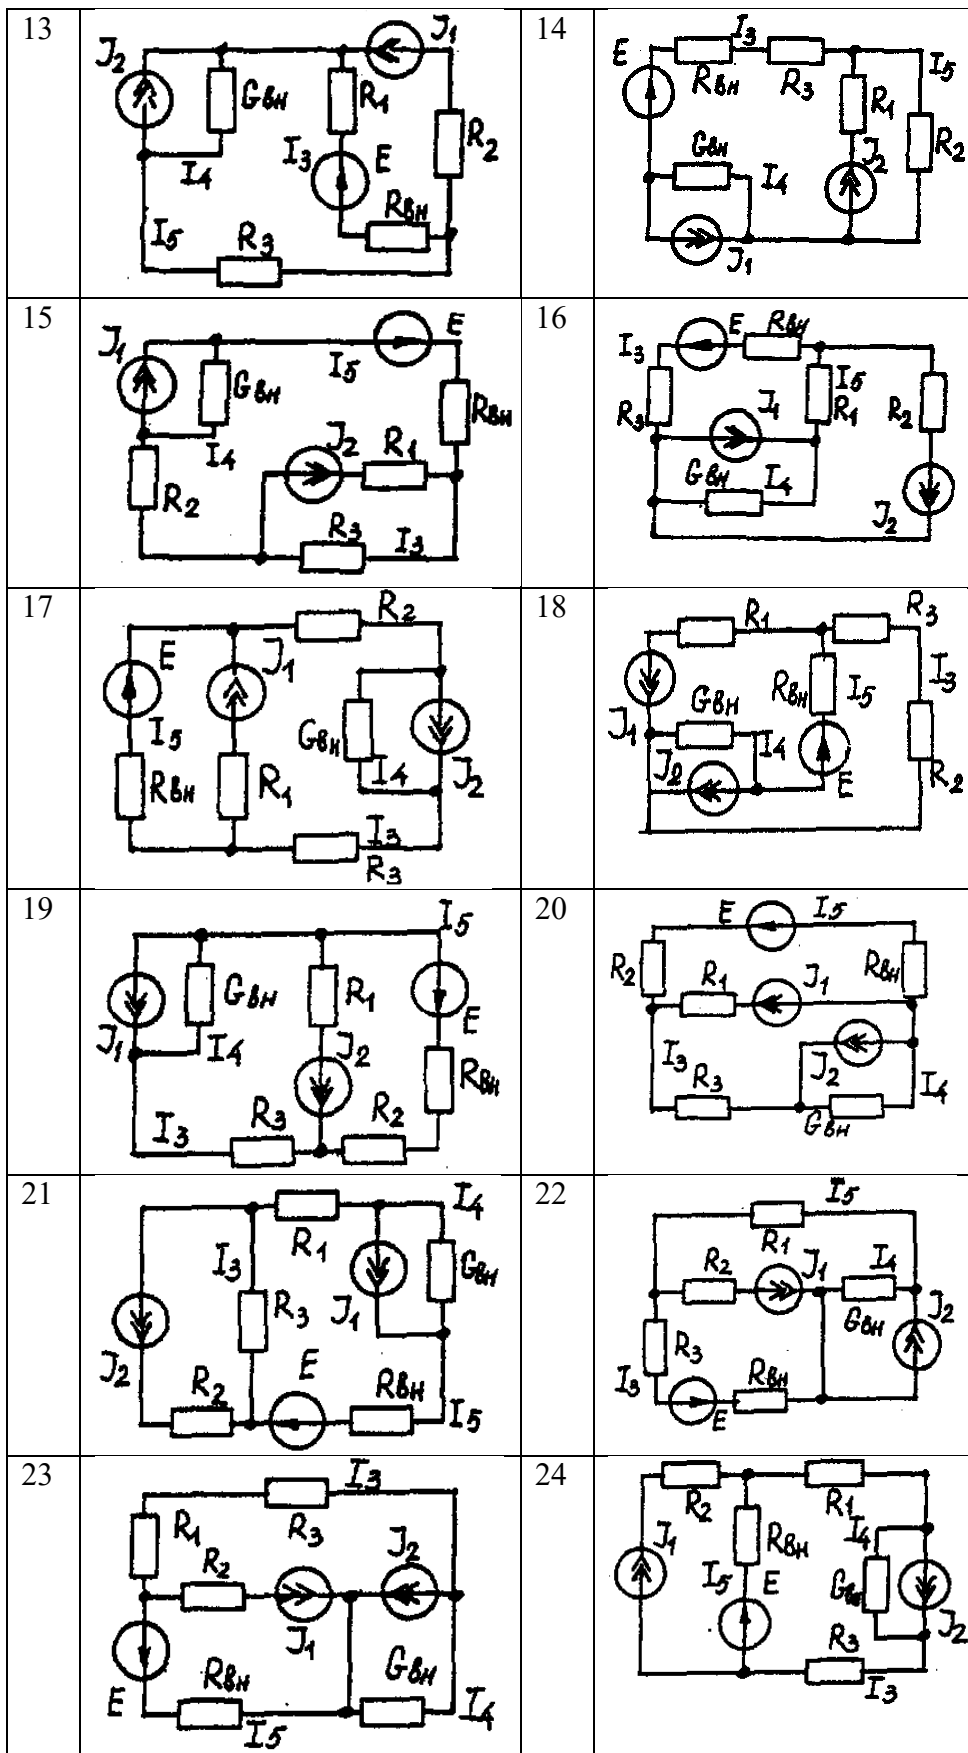 13
J2 Gвн I4 I5 R3 I3 E R1 J1 R2 Rвн
14
E Rвн I3 R3 R1 I5 R2 J2 Gвн I4 J1
15
J1 Gвн I4 R2 I5 E Rвн J2 R1 R3 I3
16
I3 E Rвн R3 J1 I5 R1 R2 Gвн I4 J2
17
E I5 Rвн J1 R1 R2 Gвн I4 J2 I3 R3
18
R1 R3 J1 Gвн Rвн I5 I3 J2 I4 E R2
19
J1 Gвн I4 R1 J2 I5 E Rвн I3 R3 R2
20
E I5 R2 R1 J1 Rвн I3 R3 J2 Gвн I4
21
J2 I3 R3 R1 J1 I4 Gвн R2 E Rвн I5
22
I5 R1 R2 J1 I4 Gвн J2 R3 I3 E Rвн
23
R1 I3 R3 R2 J1 J2 E Rвн I5 Gвн I4
24
J1 R2 Rвн I5 E R1 I4 Gвн J2 R3 I3